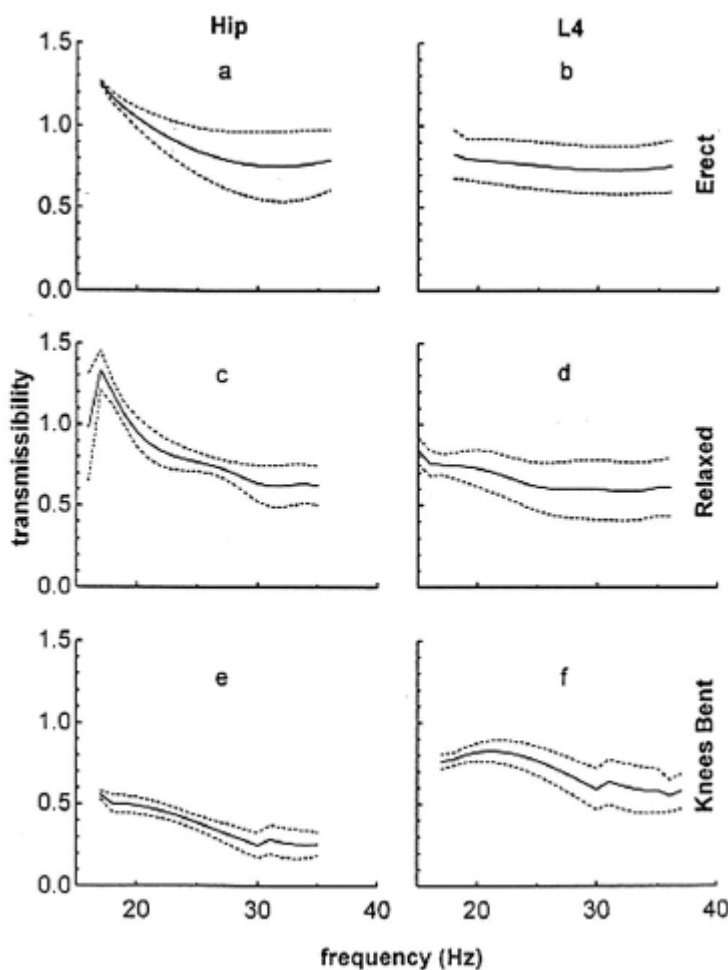 Hip L4
1.5
a b
1.0
0.5
0.0
Erect
1.5
c d
1.0
0.5
0.0
Relaxed
1.5
e f
1.0
0.5
0.0
Knees Bent
20 30 40 20 30 40
transmissibility
frequency (Hz)